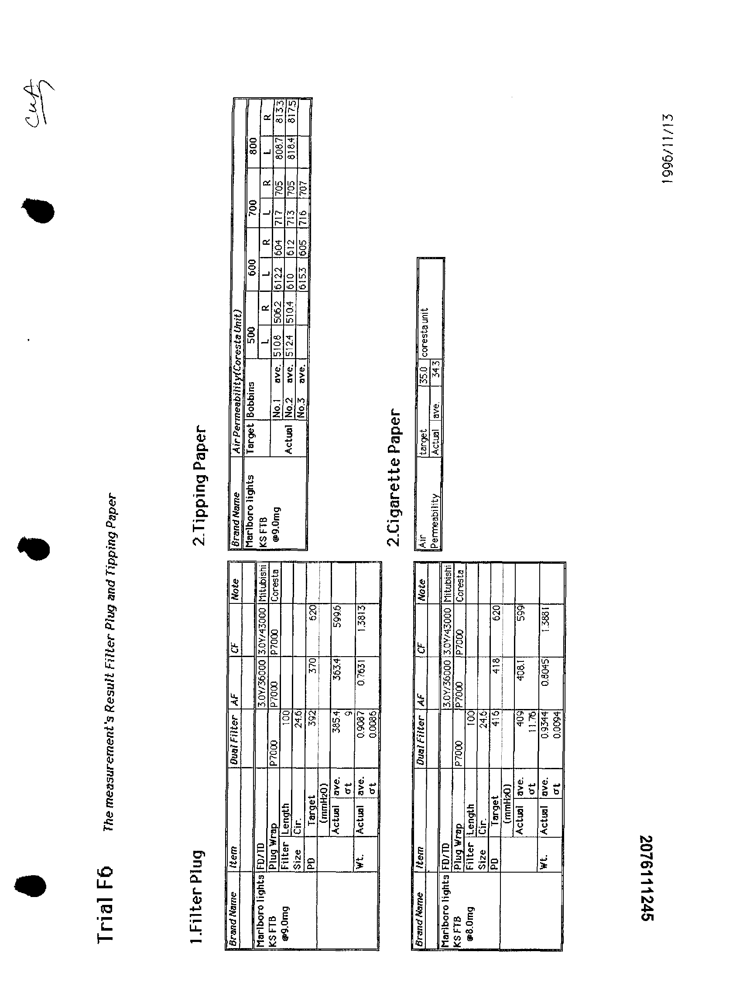 Trial F6 The measurement's Result Filter Plug and Tipping Paper
1.Filter Plug
Brand Name Item Dual Filter AF CF Note
Marlboro lights FD/TD 3.0Y/36000 3.0Y/43000 Mitubishi
KS FTB Plug Wrap P7000 P7000 P7000 Coresta
@9.0mg Filter Length 100
Size Cir. 24.6
PD Target 392 370 620
(mmH2O)
Actual ave. 385.4 363.4 599.6
σt 9
Wt. Actual ave. 0.9087 0.7631 1.3813
σt 0.0086
Brand Name Item Dual Filter AF CF Note
Marlboro lights FD/TD 3.0Y/36000 3.0Y/43000 Mitubishi
KS FTB Plug Wrap P7000 P7000 P7000 Coresta
@8.0mg Filter Length 100
Size Cir. 24.6
PD Target 416 418 620
(mmH2O)
Actual ave. 409 408.1 599
σt 11.76
Wt. Actual ave. 0.9344 0.8045 1.3881
σt 0.0094
2.Tipping Paper
Brand Name Air Permeability(Coresta Unit)
Marlboro lights Target Bobbins 500 600 700 800
KS FTB L R L R L R L R
@9.0mg No.1 ave. 510.8 506.2 612.2 604 717 705 808.7 813.3
Actual No.2 ave. 512.4 510.4 610 612 713 705 818.4 817.5
No.3 ave. 615.3 605 716 707
2.Cigarette Paper
Air target 35.0 coresta unit
Permeability Actual ave. 34.3
1996/11/13
2076111245